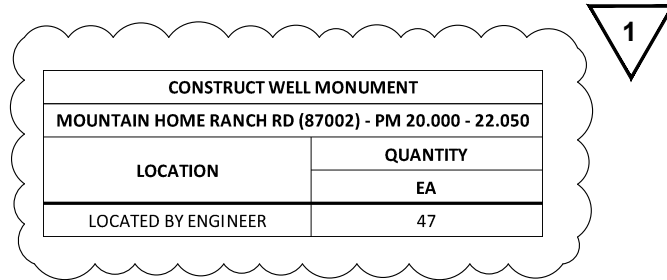 1
CONSTRUCT WELL MONUMENT
MOUNTAIN HOME RANCH RD (87002) - PM 20.000 - 22.050
LOCATION
QUANTITY
EA
LOCATED BY ENGINEER 47